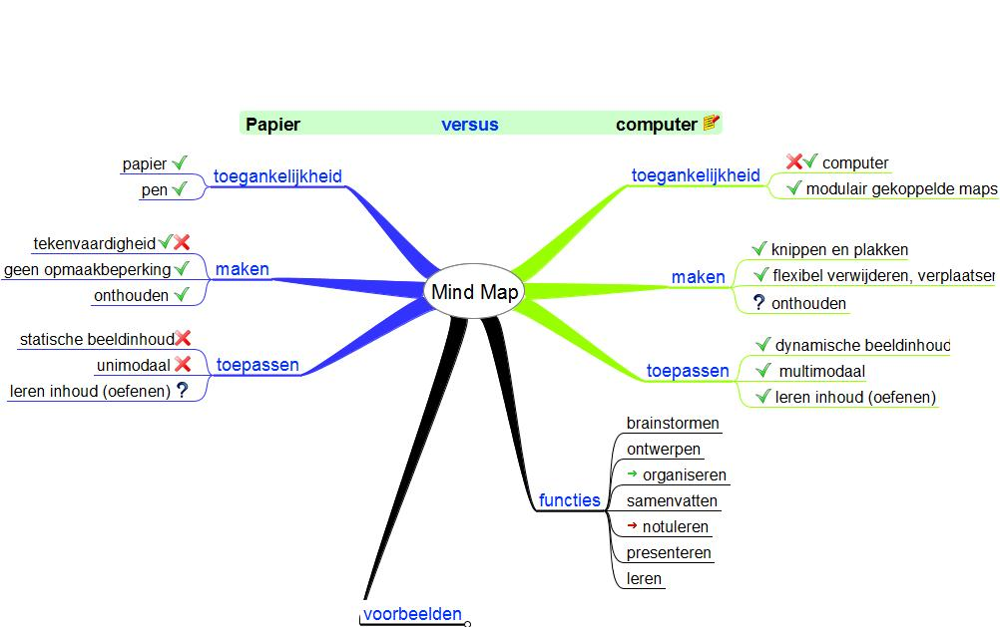 Papier versus computer
papier
pen
toegankelijkheid
tekenvaardigheid
geen opmaakbeperking
onthouden
maken
statische beeldinhoud
unimodaal
leren inhoud (oefenen) ?
toepassen
Mind Map
toegankelijkheid
computer
modulair gekoppelde maps
maken
knippen en plakken
flexibel verwijderen, verplaatser
? onthouden
toepassen
dynamische beeldinhoud
multimodaal
leren inhoud (oefenen)
functies
brainstormen
ontwerpen
→ organiseren
samenvatten
→ notuleren
presenteren
leren
voorbeelden